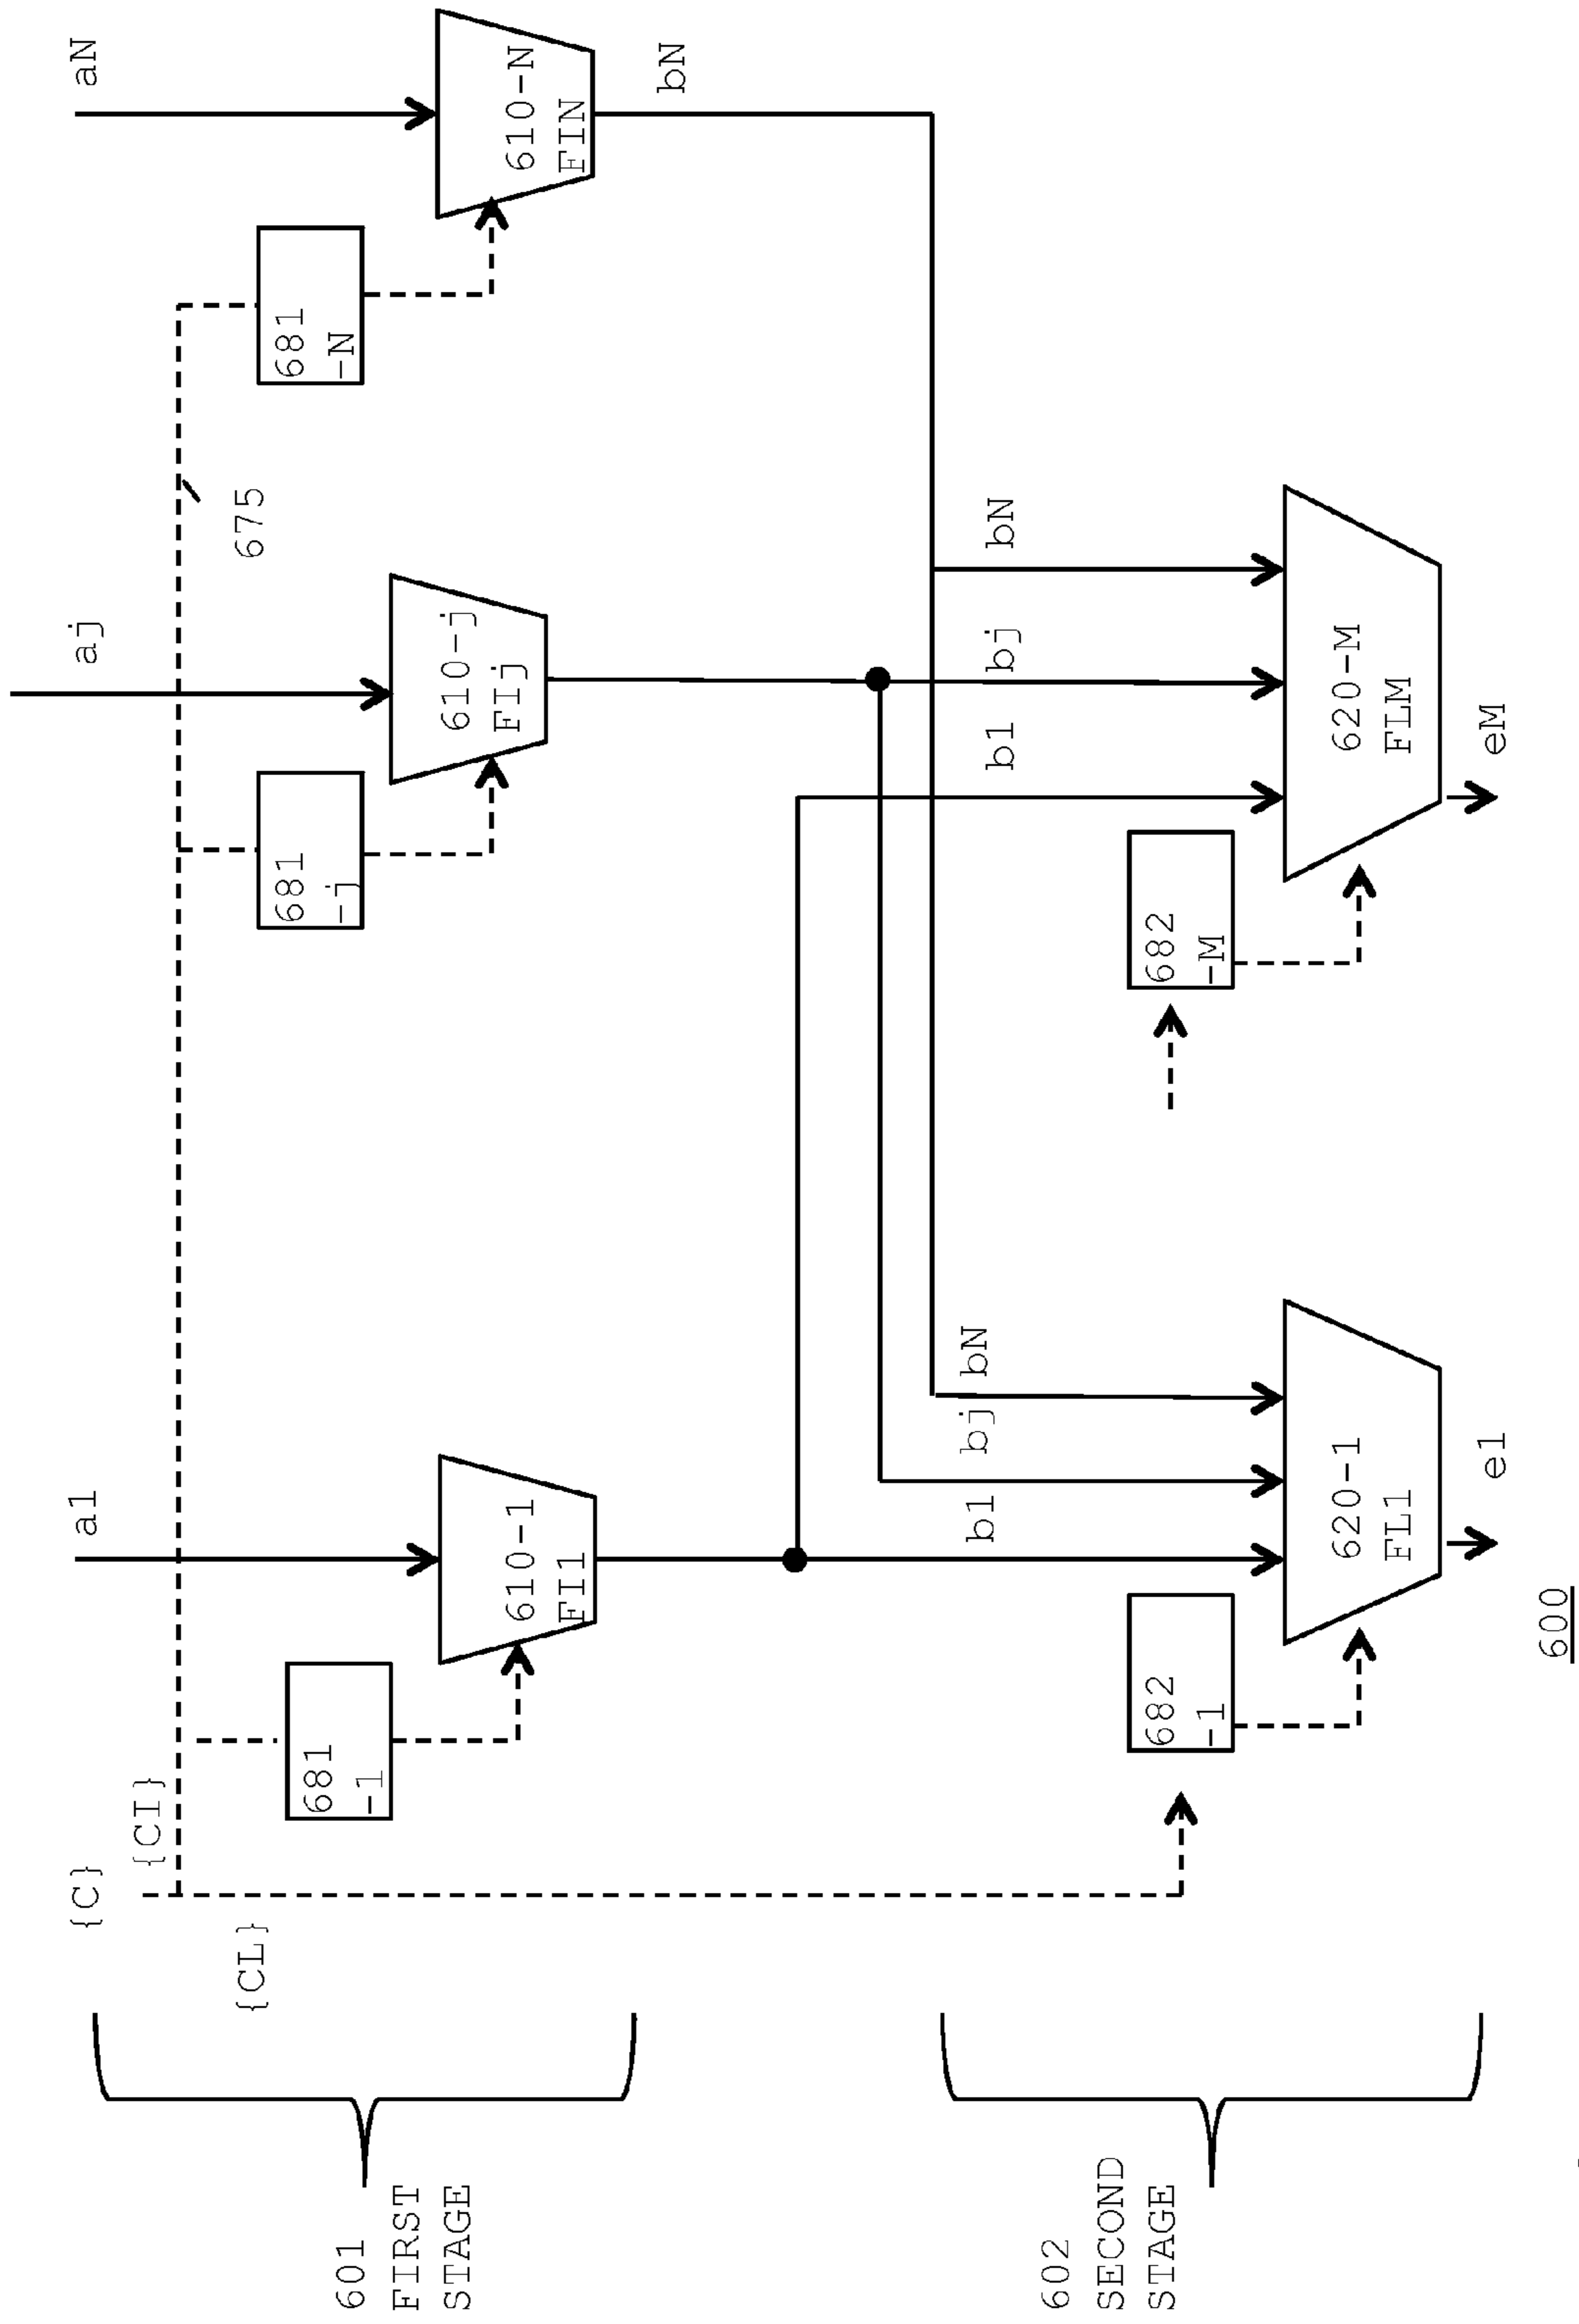 {C}
a1
aj
aN
{CI}
{CL}
675
601
FIRST
STAGE
681
-1
681
-j
681
-N
610-1
FI1
610-j
FIj
610-N
FIN
bN
b1
bj
bN
b1
bj
bN
602
SECOND
STAGE
682
-1
682
-M
620-1
FL1
620-M
FLM
e1
eM
600